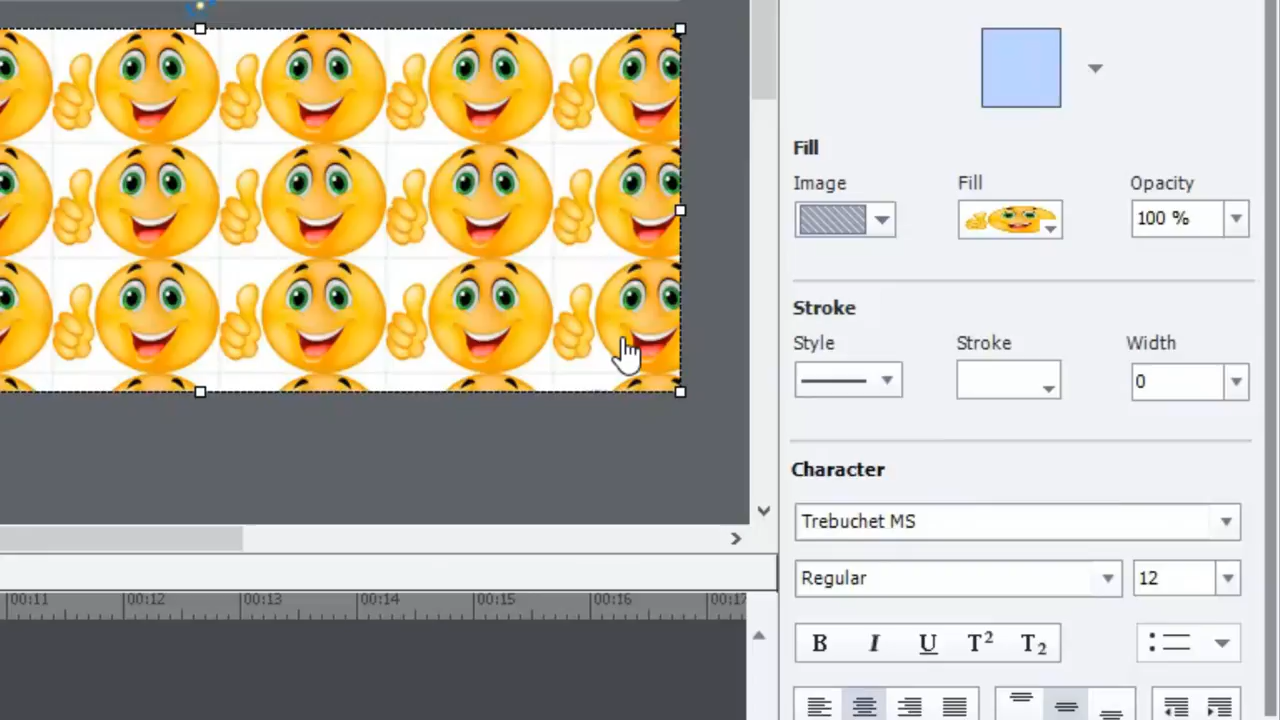 Fill
Image Fill Opacity
100 %
Stroke
Style Stroke Width
0
Character
Trebuchet MS
Regular 12
B I U T2 T2
00:11 00:12 00:13 00:14 00:15 00:16 00:17